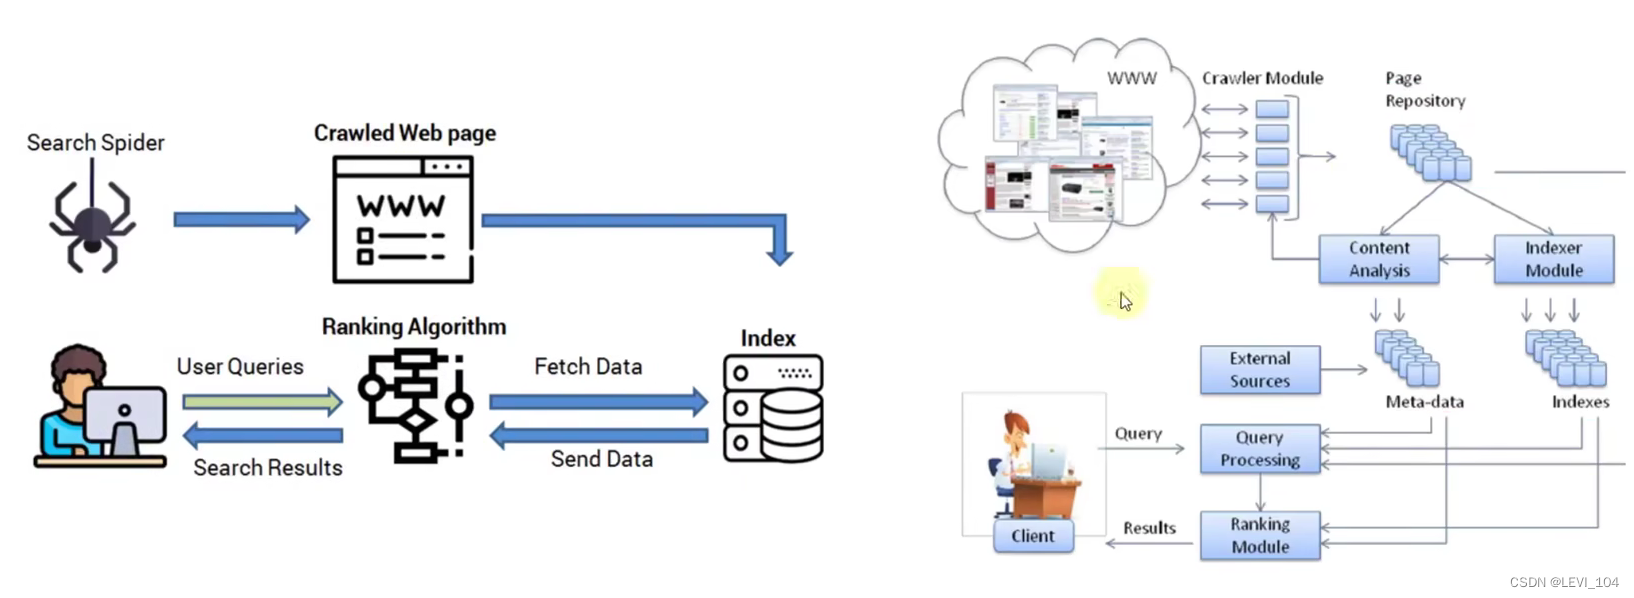 Search Spider
Crawled Web page
WWW
User Queries
Search Results
Ranking Algorithm
Fetch Data
Send Data
Index
WWW
Crawler Module
Page
Repository
Content
Analysis
Indexer
Module
External
Sources
Meta-data
Indexes
Query
Query
Processing
Client
Results
Ranking
Module
CSDN @LEVI_104